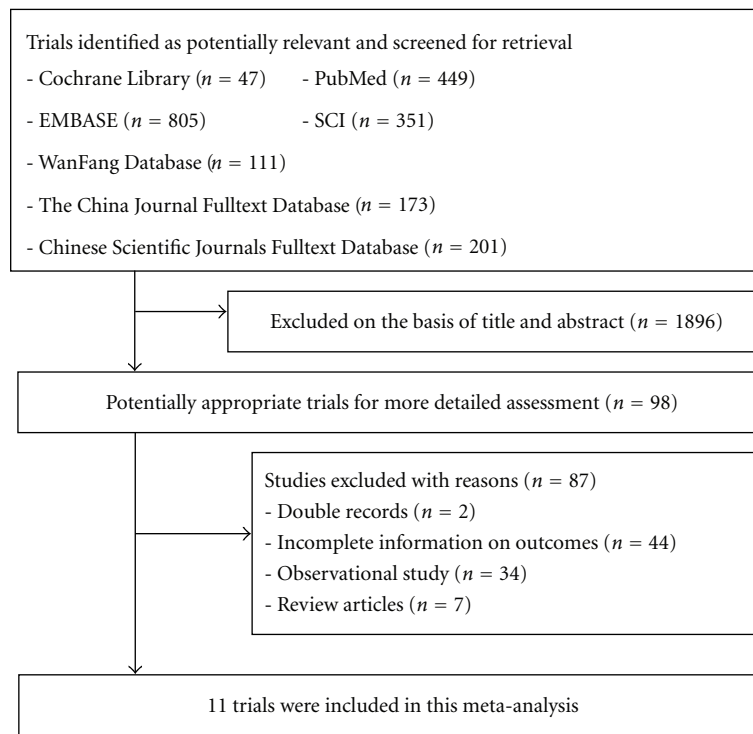 Trials identified as potentially relevant and screened for retrieval
- Cochrane Library (n = 47) - PubMed (n = 449)
- EMBASE (n = 805) - SCI (n = 351)
- WanFang Database (n = 111)
- The China Journal Fulltext Database (n = 173)
- Chinese Scientific Journals Fulltext Database (n = 201)
Excluded on the basis of title and abstract (n = 1896)
Potentially appropriate trials for more detailed assessment (n = 98)
Studies excluded with reasons (n = 87)
- Double records (n = 2)
- Incomplete information on outcomes (n = 44)
- Observational study (n = 34)
- Review articles (n = 7)
11 trials were included in this meta-analysis